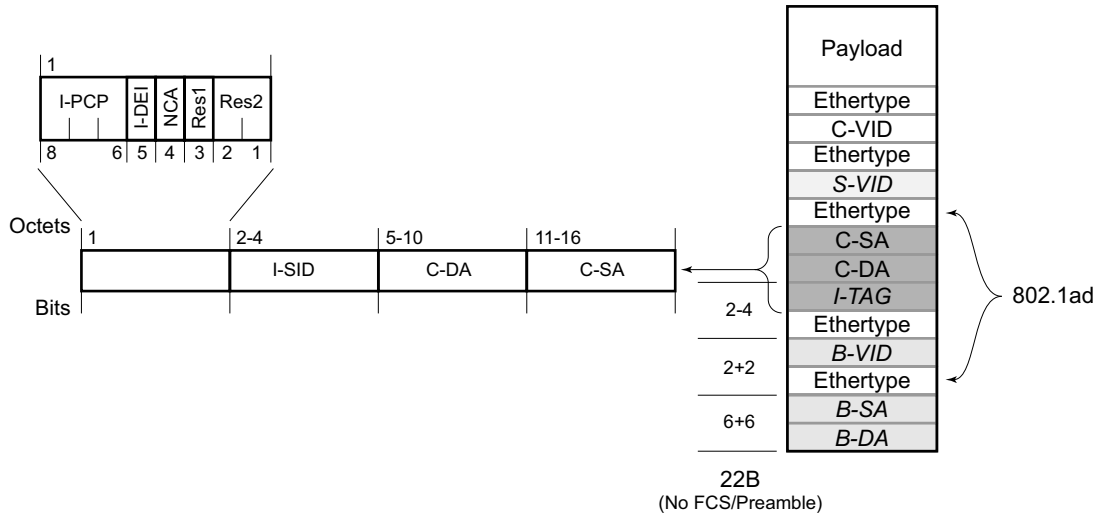 1
I-PCP
I-DEI
NCA
Res1
Res2
8 6 5 4 3 2 1
Octets
1 2-4 5-10 11-16
I-SID C-DA C-SA
Bits
Payload
Ethertype
C-VID
Ethertype
S-VID
Ethertype
C-SA
C-DA
I-TAG
Ethertype
B-VID
Ethertype
B-SA
B-DA
2-4
2+2
6+6
22B
(No FCS/Preamble)
802.1ad